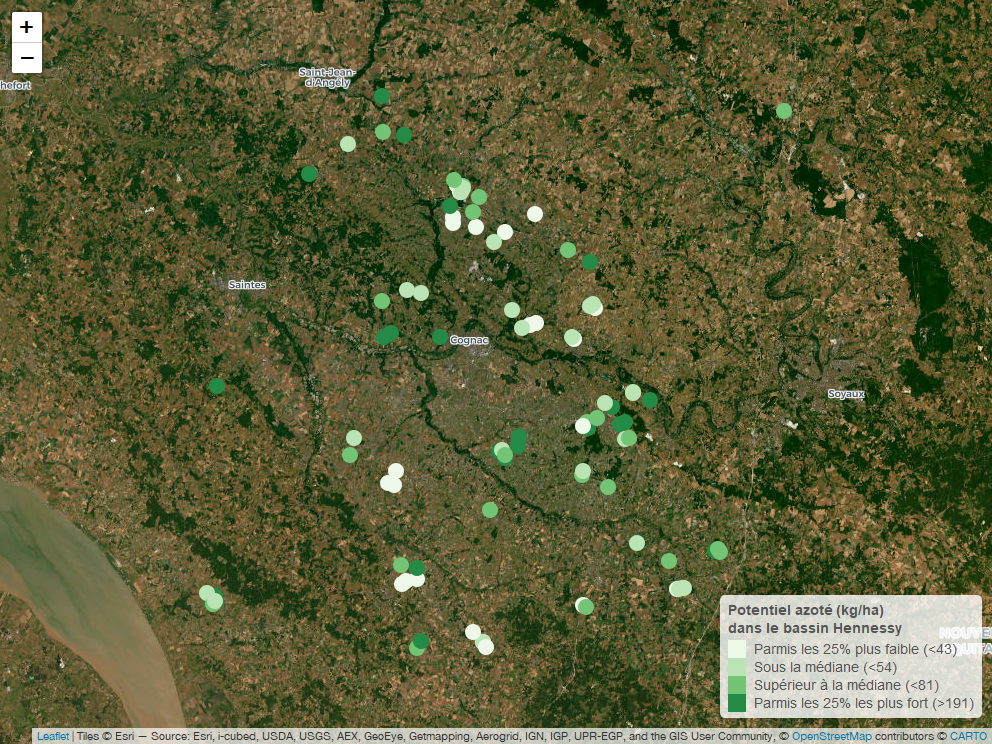 +
−
Saint-Jean-
d'Angély
hefort
Saintes
Cognac
Soyaux
Potentiel azoté (kg/ha)
dans le bassin Hennessy
Parmis les 25% plus faible (<43)
Sous la médiane (<54)
Supérieur à la médiane (<81)
Parmis les 25% les plus fort (>191)
Leaflet | Tiles © Esri — Source: Esri, i-cubed, USDA, USGS, AEX, GeoEye, Getmapping, Aerogrid, IGN, IGP, UPR-EGP, and the GIS User Community, © OpenStreetMap contributors © CARTO